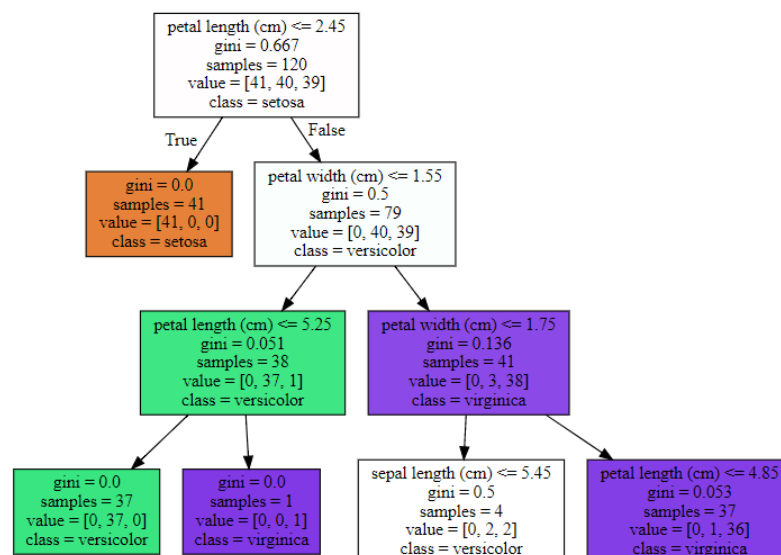 petal length (cm) <= 2.45
gini = 0.667
samples = 120
value = [41, 40, 39]
class = setosa
True
False
gini = 0.0
samples = 41
value = [41, 0, 0]
class = setosa
petal width (cm) <= 1.55
gini = 0.5
samples = 79
value = [0, 40, 39]
class = versicolor
petal length (cm) <= 5.25
gini = 0.051
samples = 38
value = [0, 37, 1]
class = versicolor
petal width (cm) <= 1.75
gini = 0.136
samples = 41
value = [0, 3, 38]
class = virginica
gini = 0.0
samples = 37
value = [0, 37, 0]
class = versicolor
gini = 0.0
samples = 1
value = [0, 0, 1]
class = virginica
sepal length (cm) <= 5.45
gini = 0.5
samples = 4
value = [0, 2, 2]
class = versicolor
petal length (cm) <= 4.85
gini = 0.053
samples = 37
value = [0, 1, 36]
class = virginica